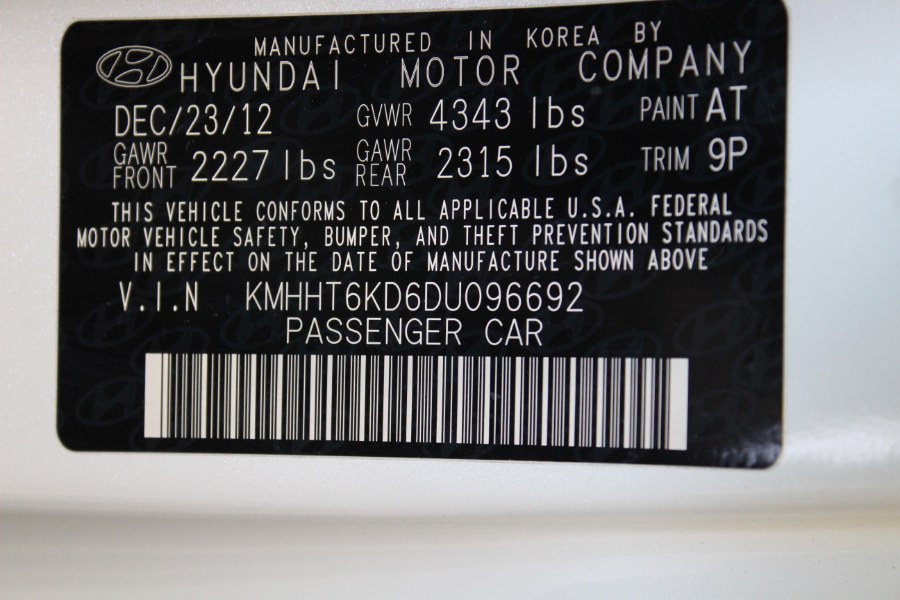 MANUFACTURED IN KOREA BY
HYUNDAI MOTOR COMPANY
DEC/23/12 GVWR 4343 lbs PAINT AT
GAWR FRONT 2227 lbs GAWR REAR 2315 lbs TRIM 9P
THIS VEHICLE CONFORMS TO ALL APPLICABLE U.S.A. FEDERAL
MOTOR VEHICLE SAFETY, BUMPER, AND THEFT PREVENTION STANDARDS
IN EFFECT ON THE DATE OF MANUFACTURE SHOWN ABOVE
V.I.N KMHHT6KD6DU096692
PASSENGER CAR